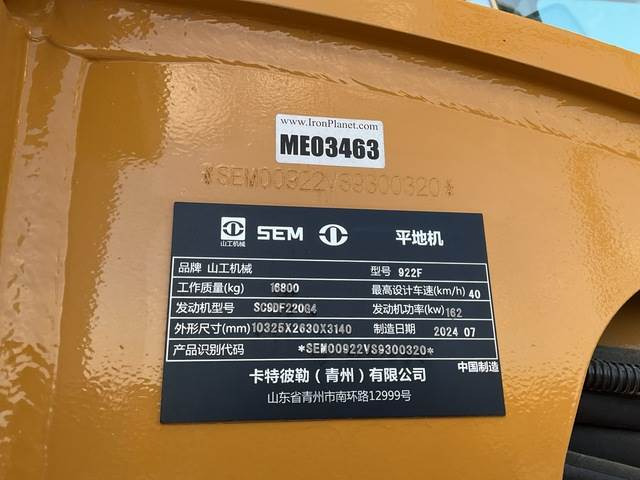 www.IronPlanet.com
ME03463
*SEM00922VS9300320*
山工机械 SEM 平地机
品牌 山工机械 型号 922F
工作质量(kg) 16800 最高设计车速(km/h) 40
发动机型号 SC9DF220G4 发动机功率(kw) 162
外形尺寸(mm) 10325X2630X3140 制造日期 2024 07
产品识别代码 *SEM00922VS9300320*
卡特彼勒（青州）有限公司 中国制造
山东省青州市南环路12999号